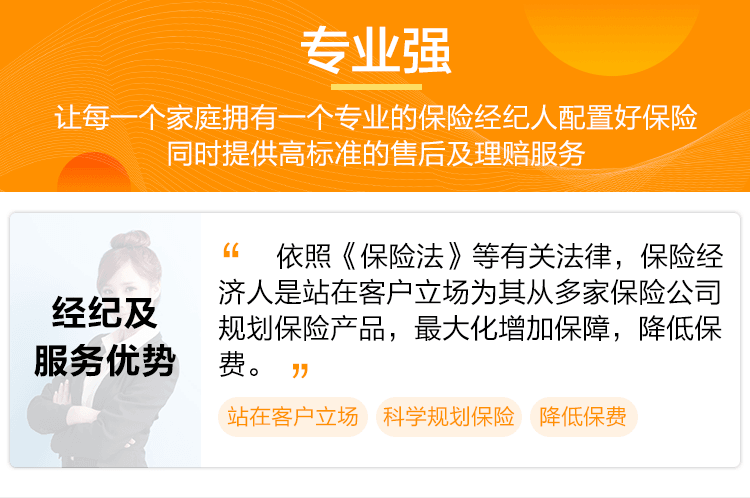 专业强
让每一个家庭拥有一个专业的保险经纪人配置好保险
同时提供高标准的售后及理赔服务
经纪及
服务优势
“ 依照《保险法》等有关法律，保险经
济人是站在客户立场为其从多家保险公司
规划保险产品，最大化增加保障，降低保
费。 ”
站在客户立场 科学规划保险 降低保费